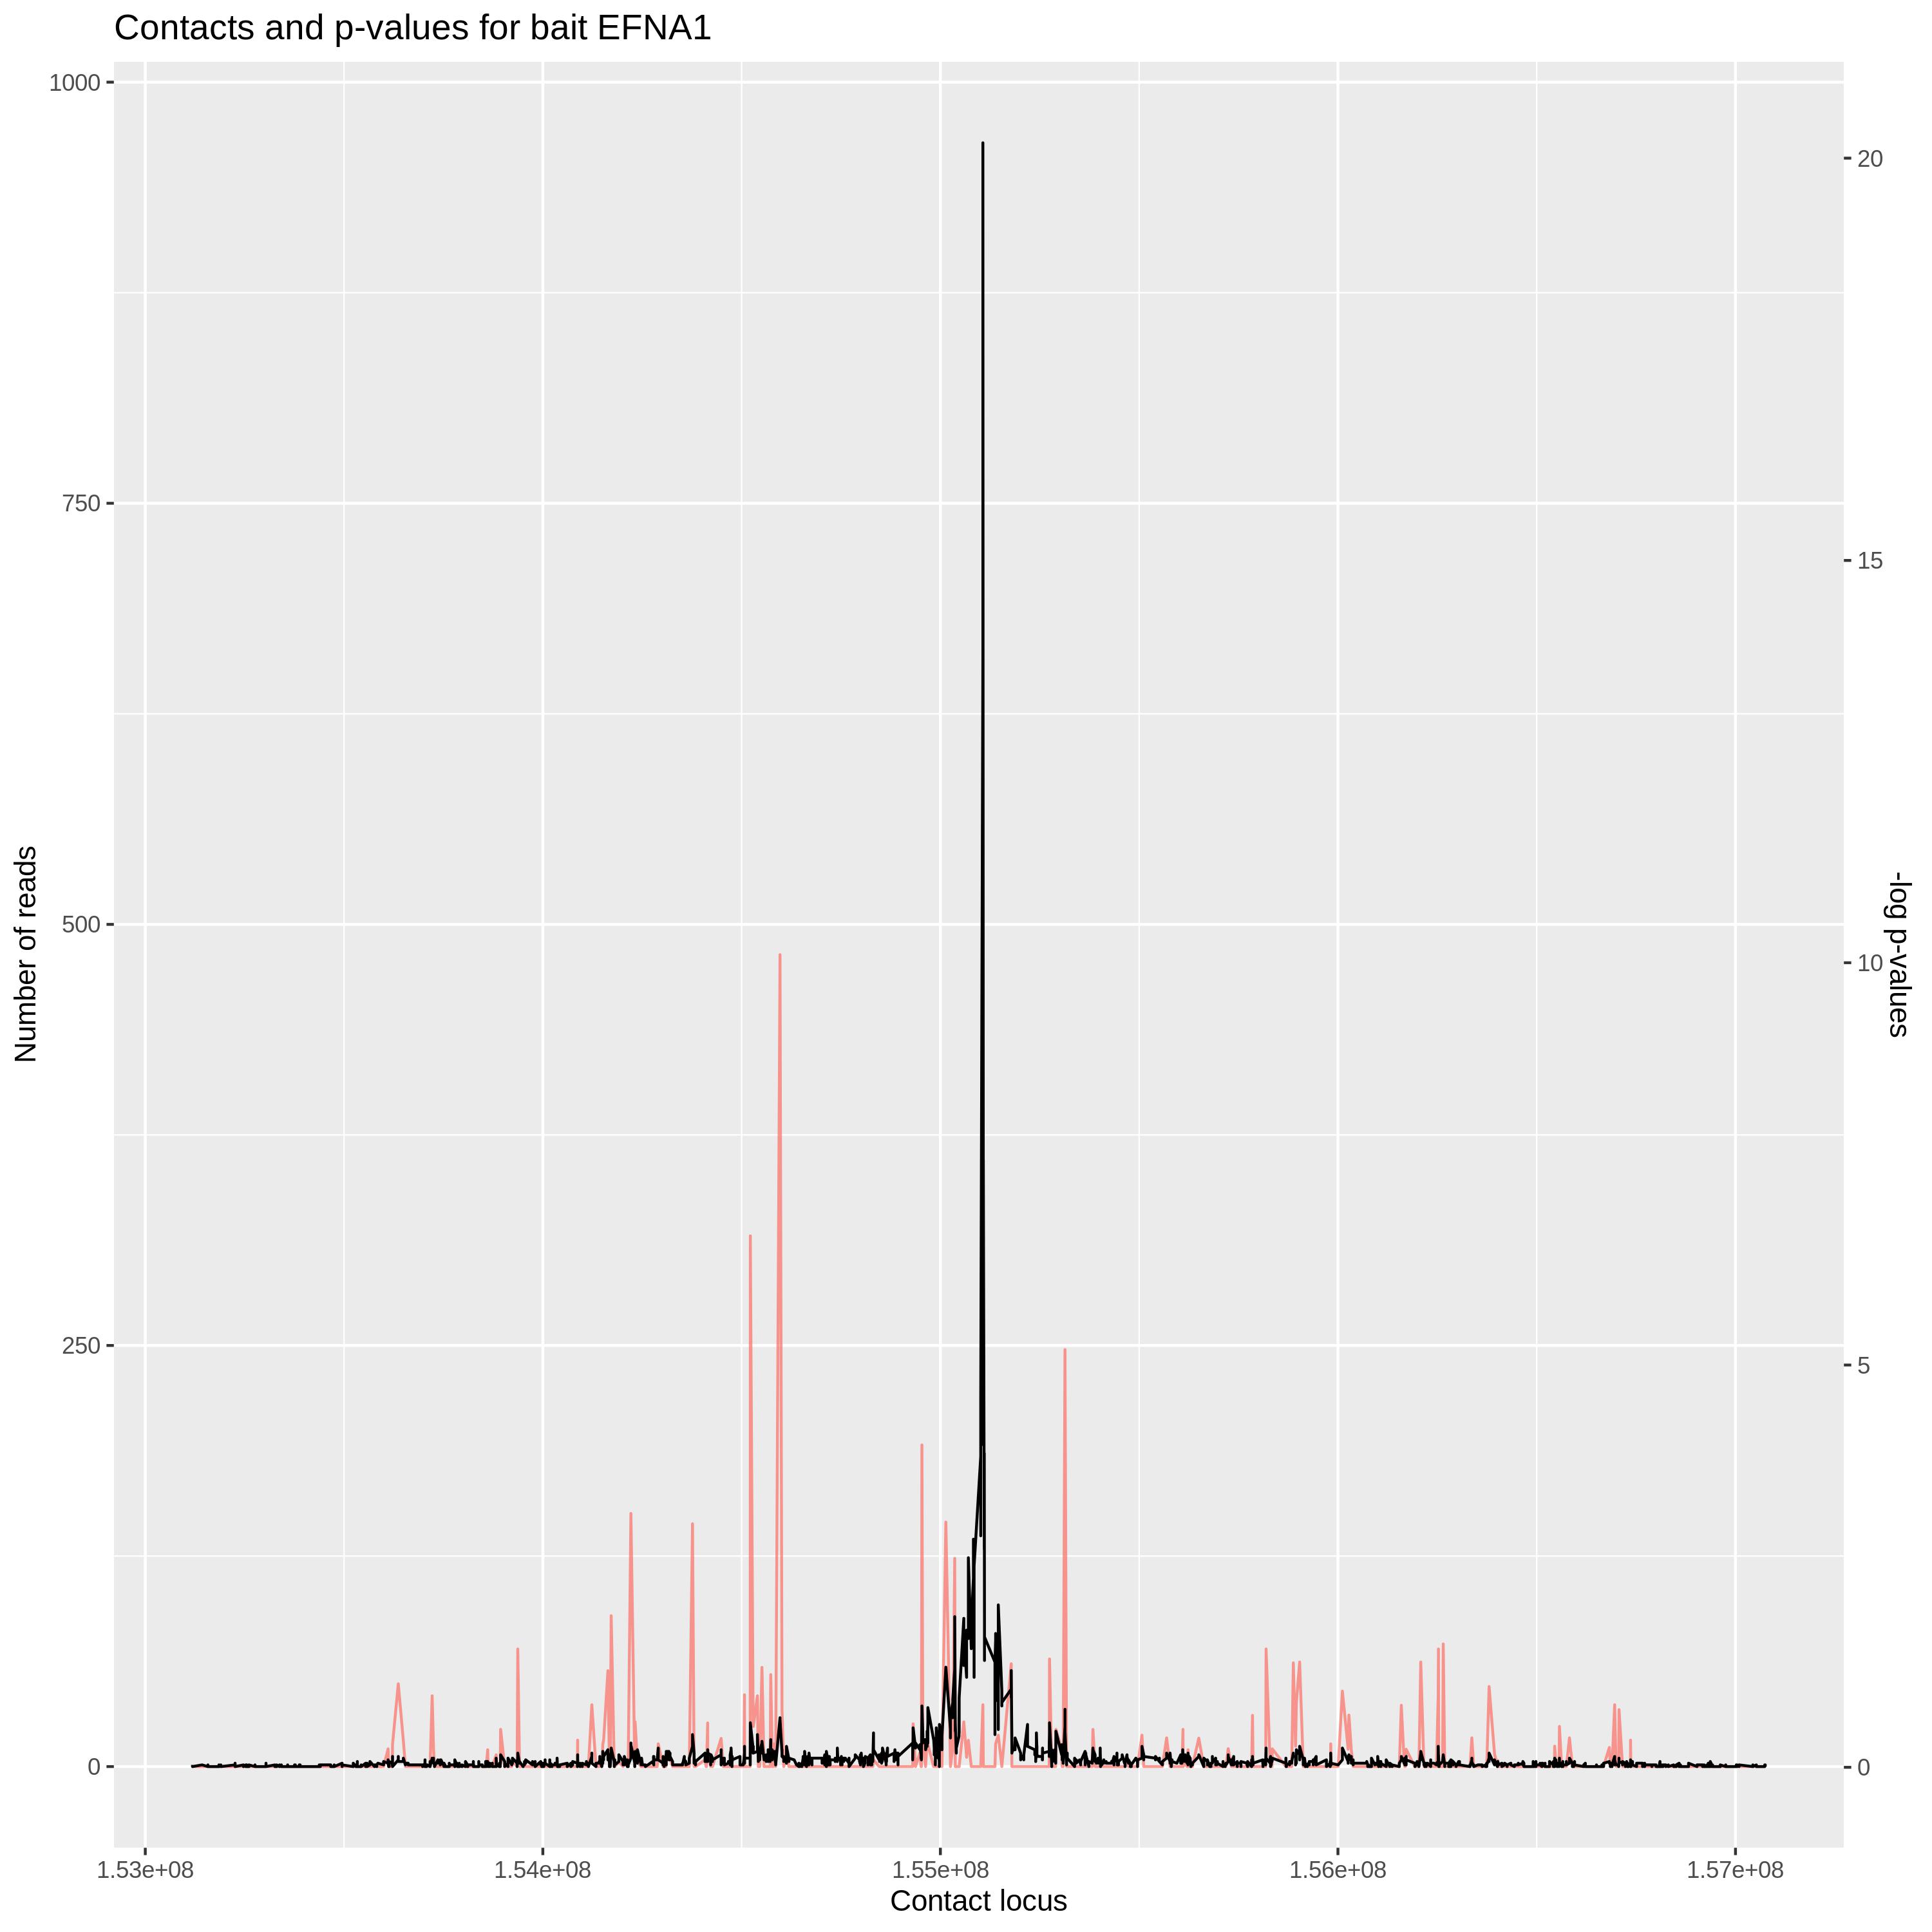 Contacts and p-values for bait EFNA1
1000
750
500
250
0
Number of reads
20
15
10
5
0
-log p-values
1.53e+08
1.54e+08
1.55e+08
1.56e+08
1.57e+08
Contact locus